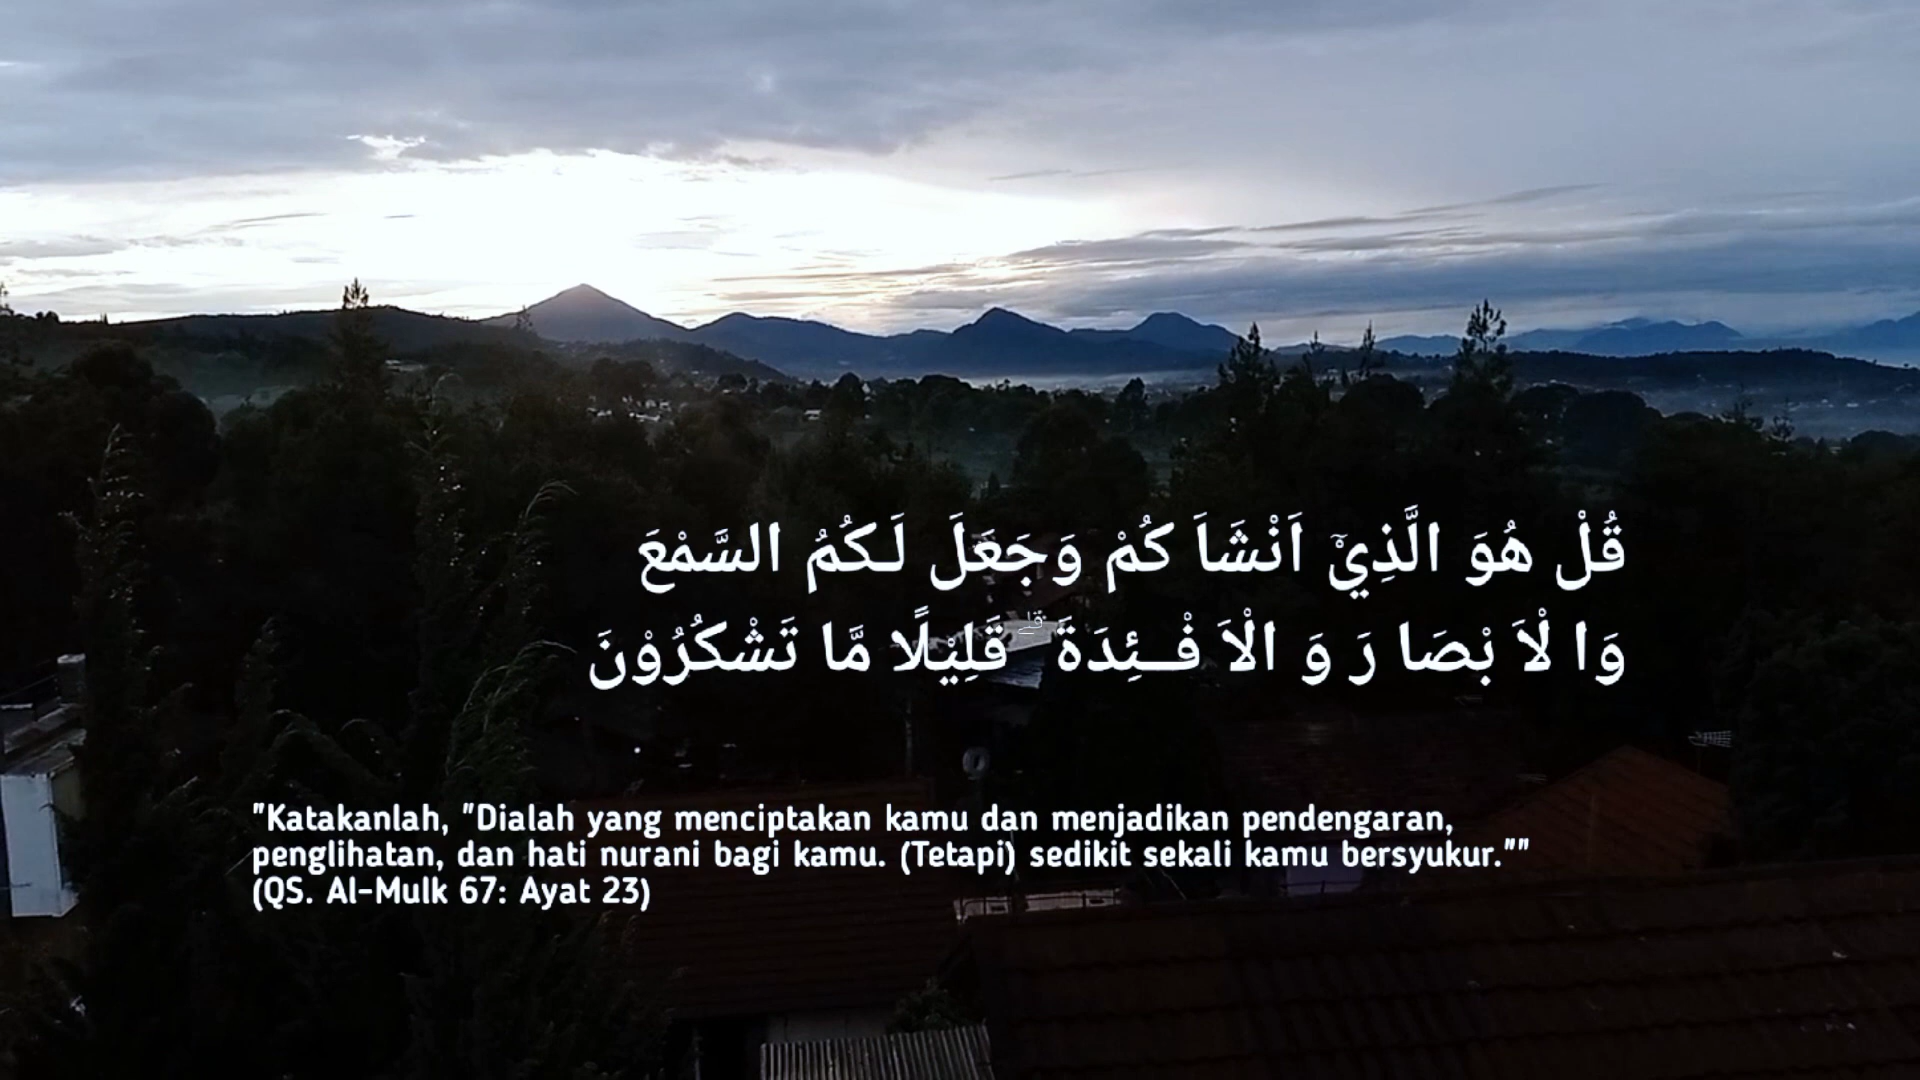 قُلْ هُوَ الَّذِيْۤ اَنْشَاَ كُمْ وَجَعَلَ لَـكُمُ السَّمْعَ
وَا لْاَ بْصَا رَ وَ الْاَ فْـئِدَةَ ۗ قَلِيْلًا مَّا تَشْكُرُوْنَ
"Katakanlah, "Dialah yang menciptakan kamu dan menjadikan pendengaran,
penglihatan, dan hati nurani bagi kamu. (Tetapi) sedikit sekali kamu bersyukur.""
(QS. Al-Mulk 67: Ayat 23)